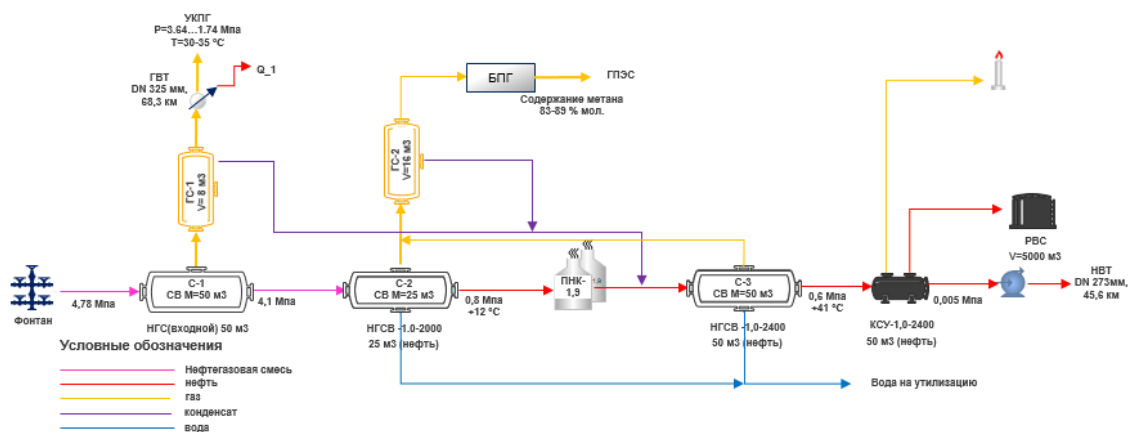 УКПГ
P=3.64...1.74 Мпа
T=30-35 ºC
ГВТ
DN 325 мм,
68,3 км
Q_1
БПГ
ГПЭС
Содержание метана
83-89 % мол.
ГС-1
V= 8 м3
ГС-2
V=16 м3
Фонтан
4,78 Мпа
С-1
СВ М=50 м3
НГС(входной) 50 м3
4,1 Мпа
С-2
СВ М=25 м3
НГСВ -1.0-2000
25 м3 (нефть)
0,8 Мпа
+12 ºC
ПНК-
1,9
1,9
С-3
СВ М=50 м3
НГСВ -1,0-2400
50 м3 (нефть)
0,6 Мпа
+41 ºC
КСУ-1,0-2400
50 м3 (нефть)
0,005 Мпа
РВС
V=5000 м3
НВТ
DN 273мм,
45,6 км
Вода на утилизацию
Условные обозначения
Нефтегазовая смесь
нефть
газ
конденсат
вода